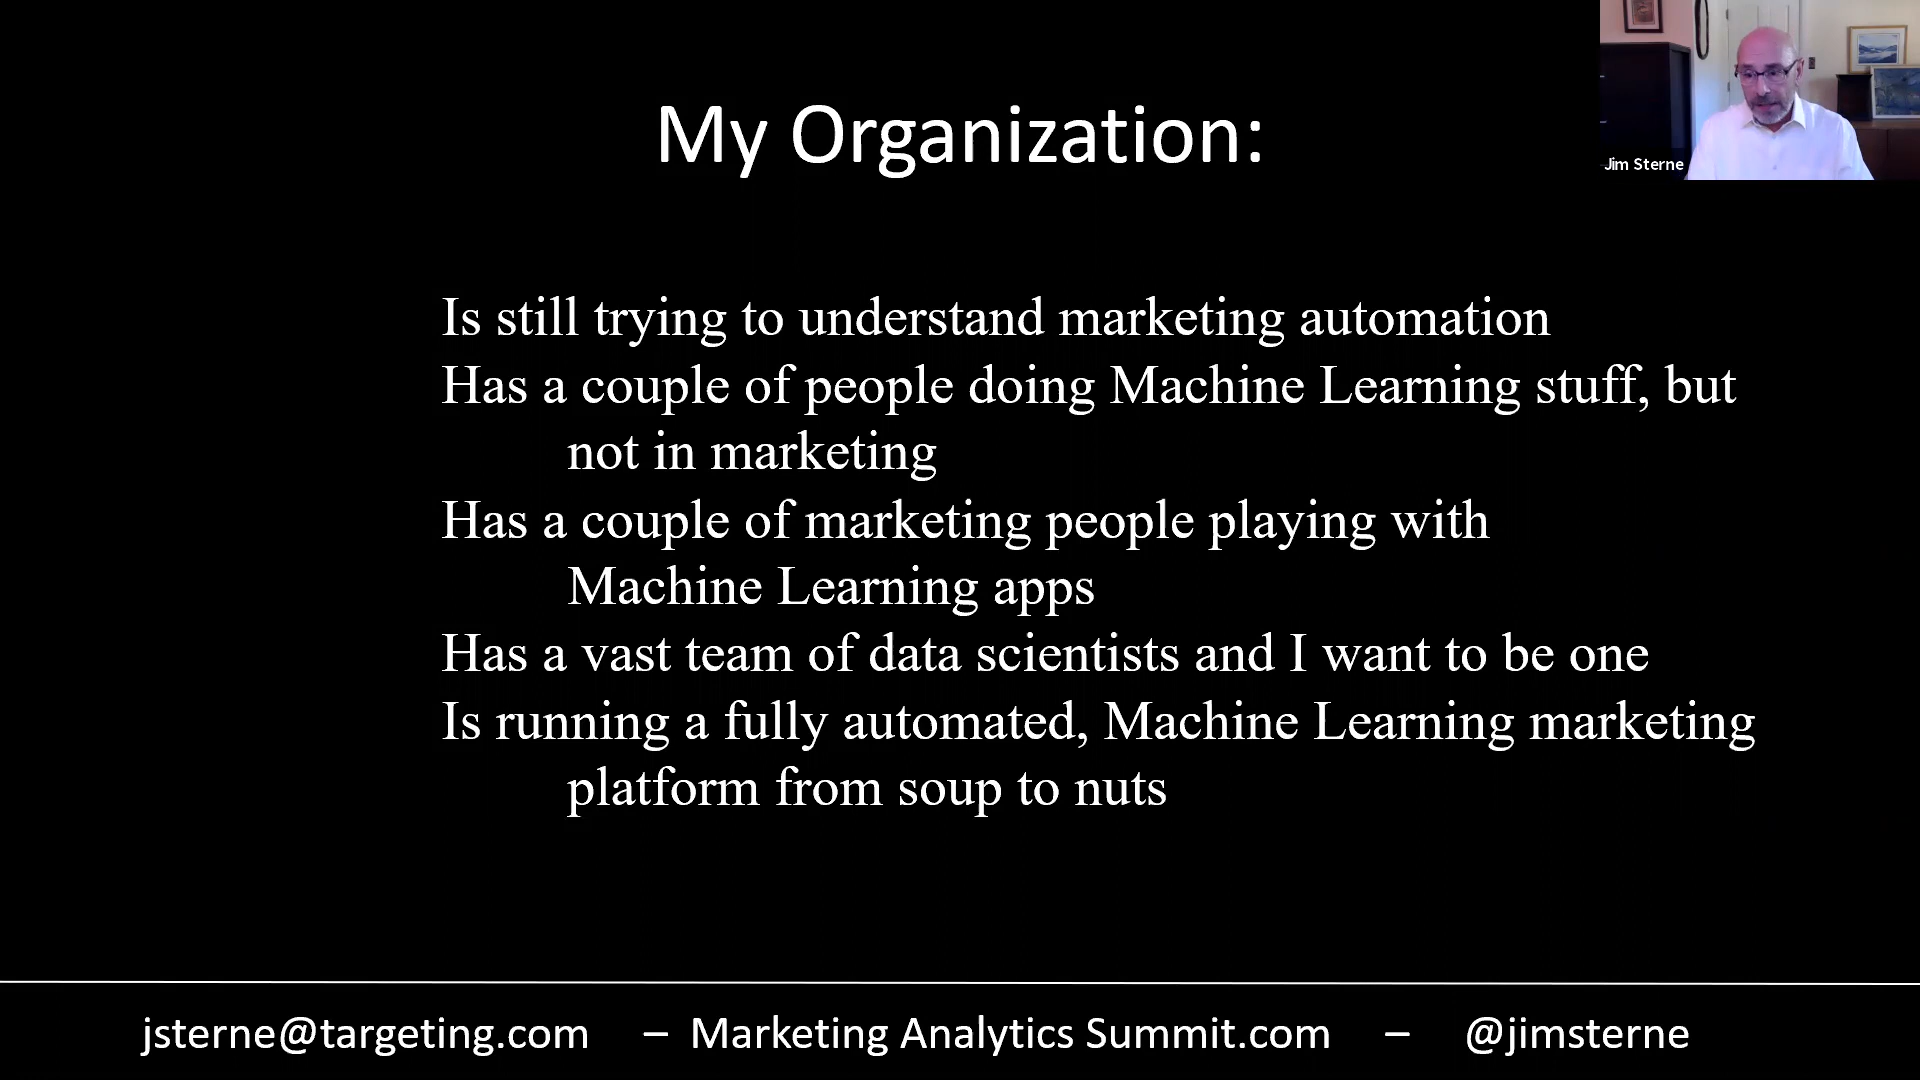 My Organization:
Jim Sterne
Is still trying to understand marketing automation
Has a couple of people doing Machine Learning stuff, but
not in marketing
Has a couple of marketing people playing with
Machine Learning apps
Has a vast team of data scientists and I want to be one
Is running a fully automated, Machine Learning marketing
platform from soup to nuts
jsterne@targeting.com – Marketing Analytics Summit.com – @jimsterne